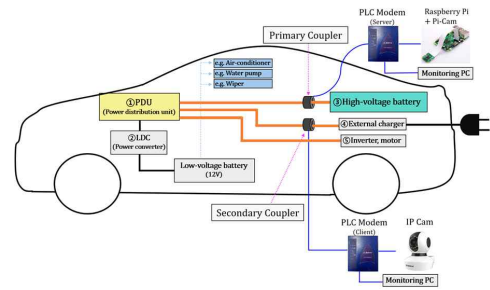 PLC Modem
(Server)
Raspberry Pi
+ Pi-Cam
Primary Coupler
Monitoring PC
e.g. Air-conditioner
e.g. Water pump
e.g. Wiper
①PDU
(Power distribution unit)
③High-voltage battery
④External charger
②LDC
(Power converter)
⑤Inverter, motor
Low-voltage battery
(12V)
Secondary Coupler
PLC Modem
(Client)
IP Cam
Monitoring PC